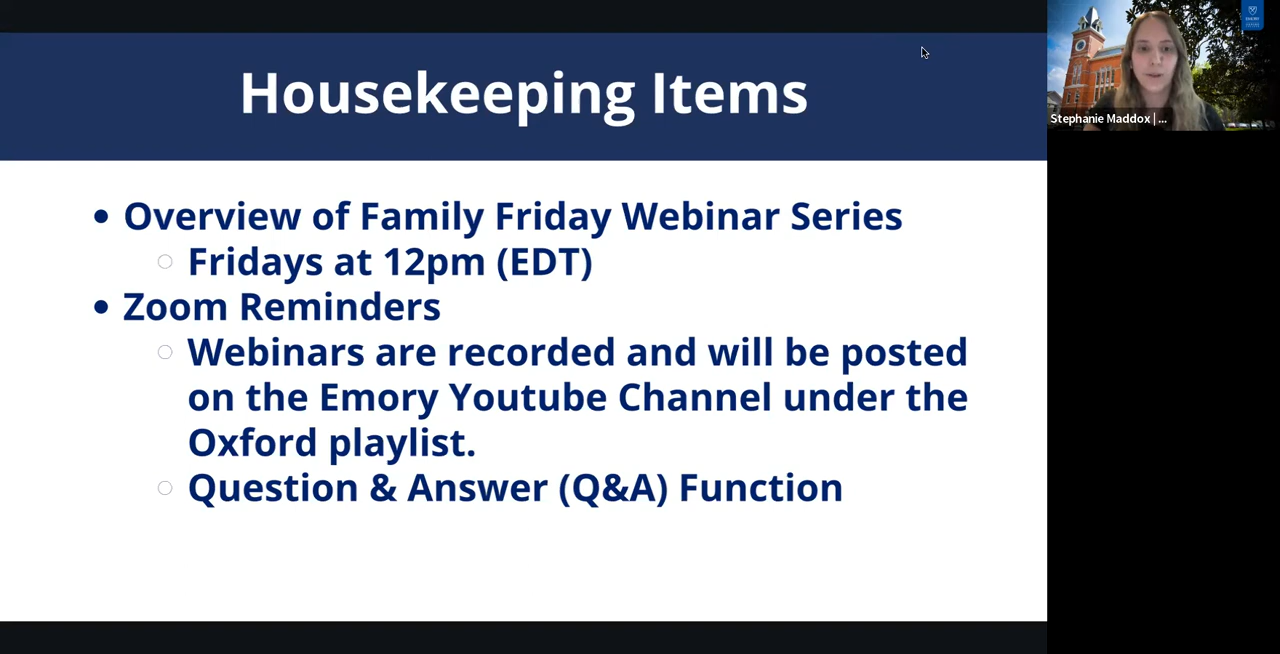 Housekeeping Items
• Overview of Family Friday Webinar Series
○ Fridays at 12pm (EDT)
• Zoom Reminders
○ Webinars are recorded and will be posted
on the Emory Youtube Channel under the
Oxford playlist.
○ Question & Answer (Q&A) Function
Stephanie Maddox | ...